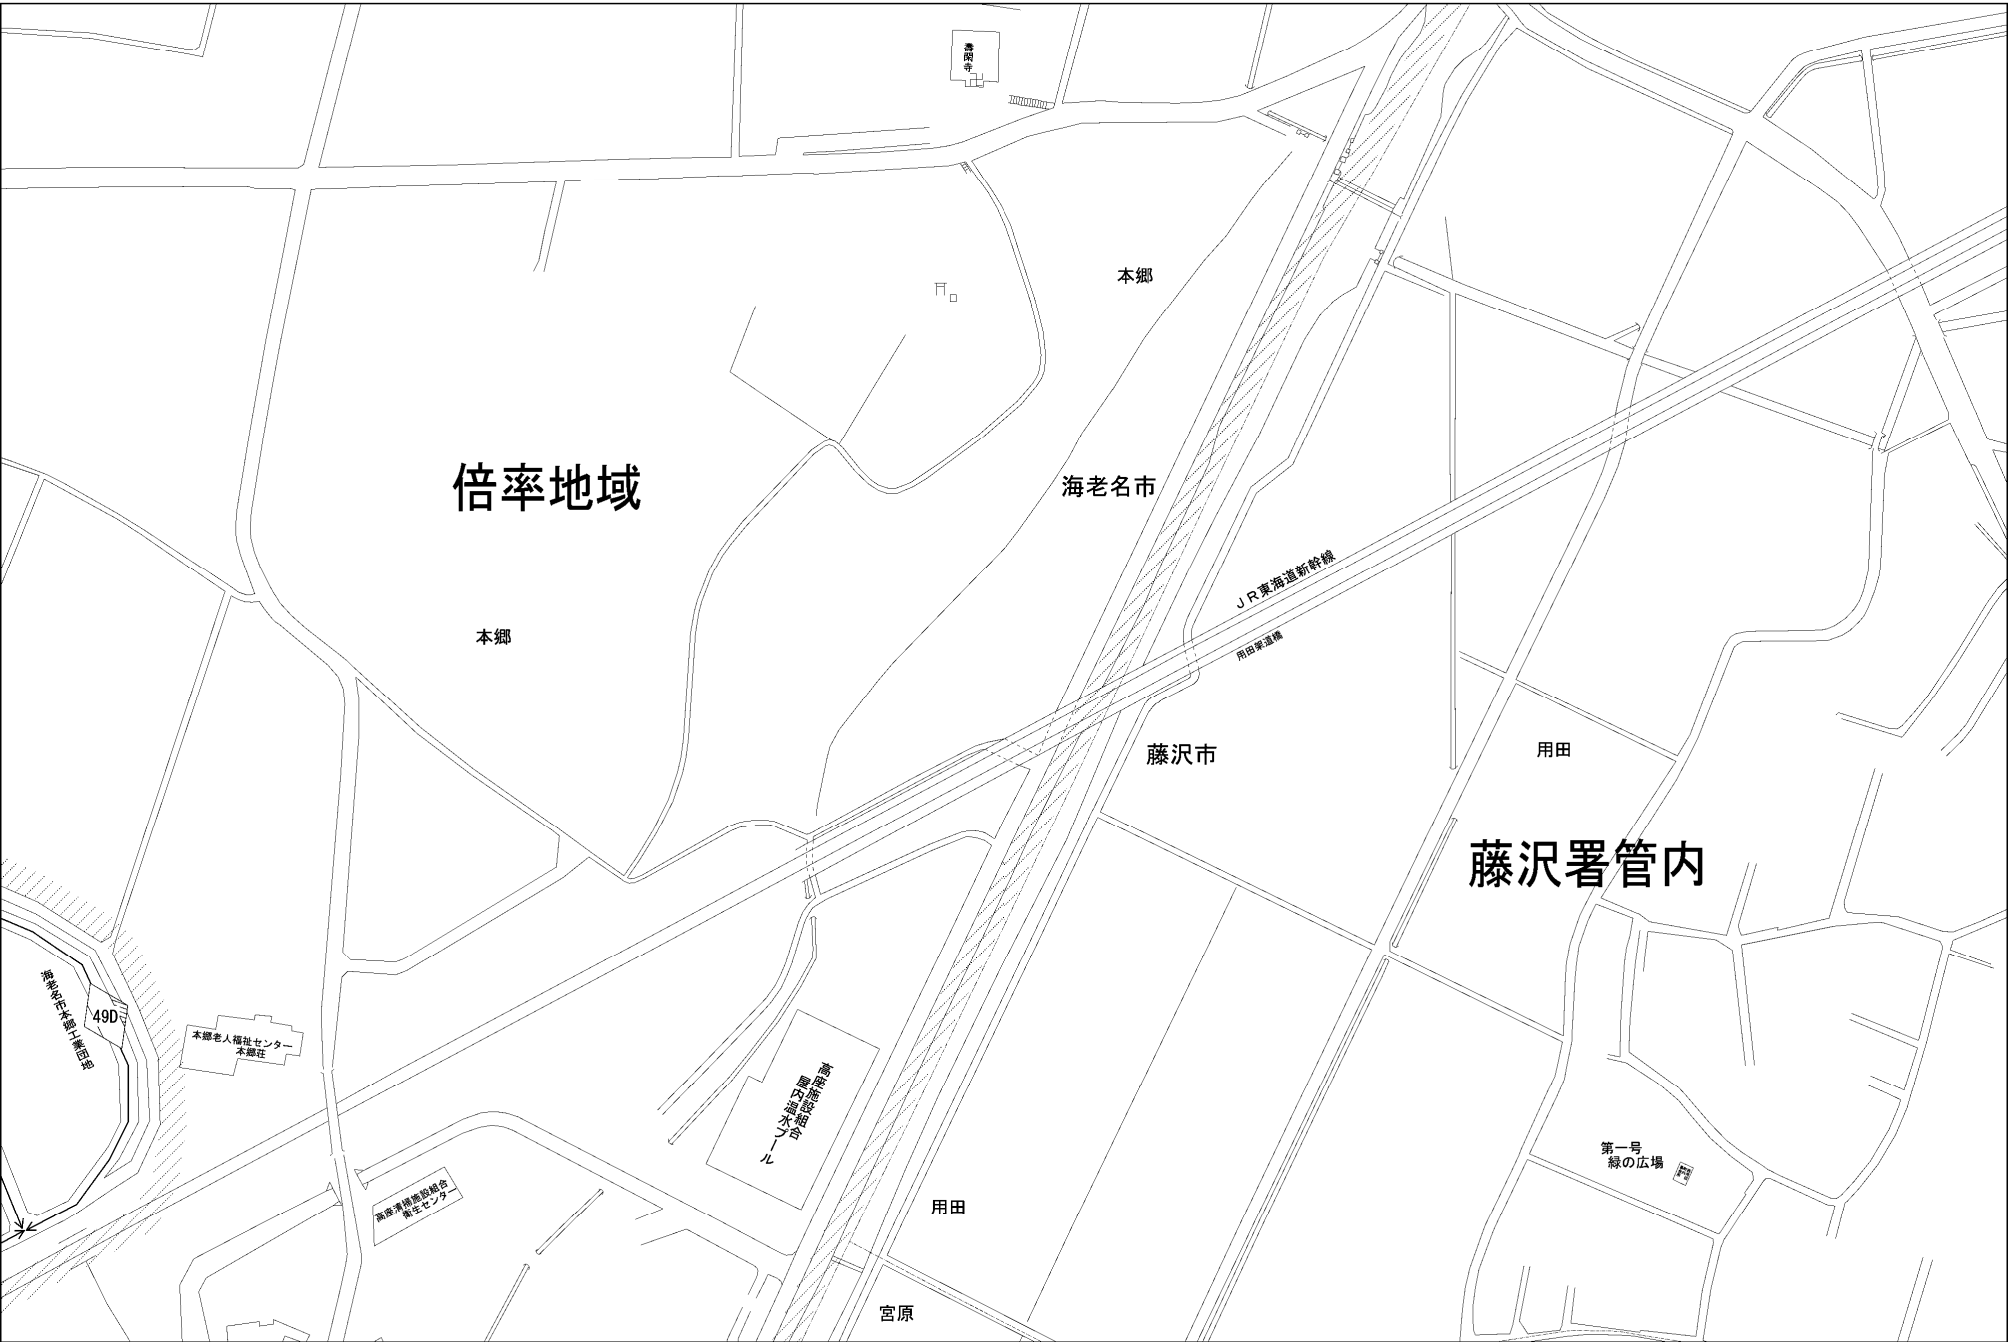 壽閑寺
本郷
倍率地域
海老名市
JR東海道新幹線
用田架道橋
本郷
藤沢市
用田
藤沢署管内
海老名市本郷工業団地
49D
本郷老人福祉センター
本郷荘
高座施設組合
屋内温水プール
第一号
緑の広場
高座清掃施設組合
衛生センター
用田
宮原